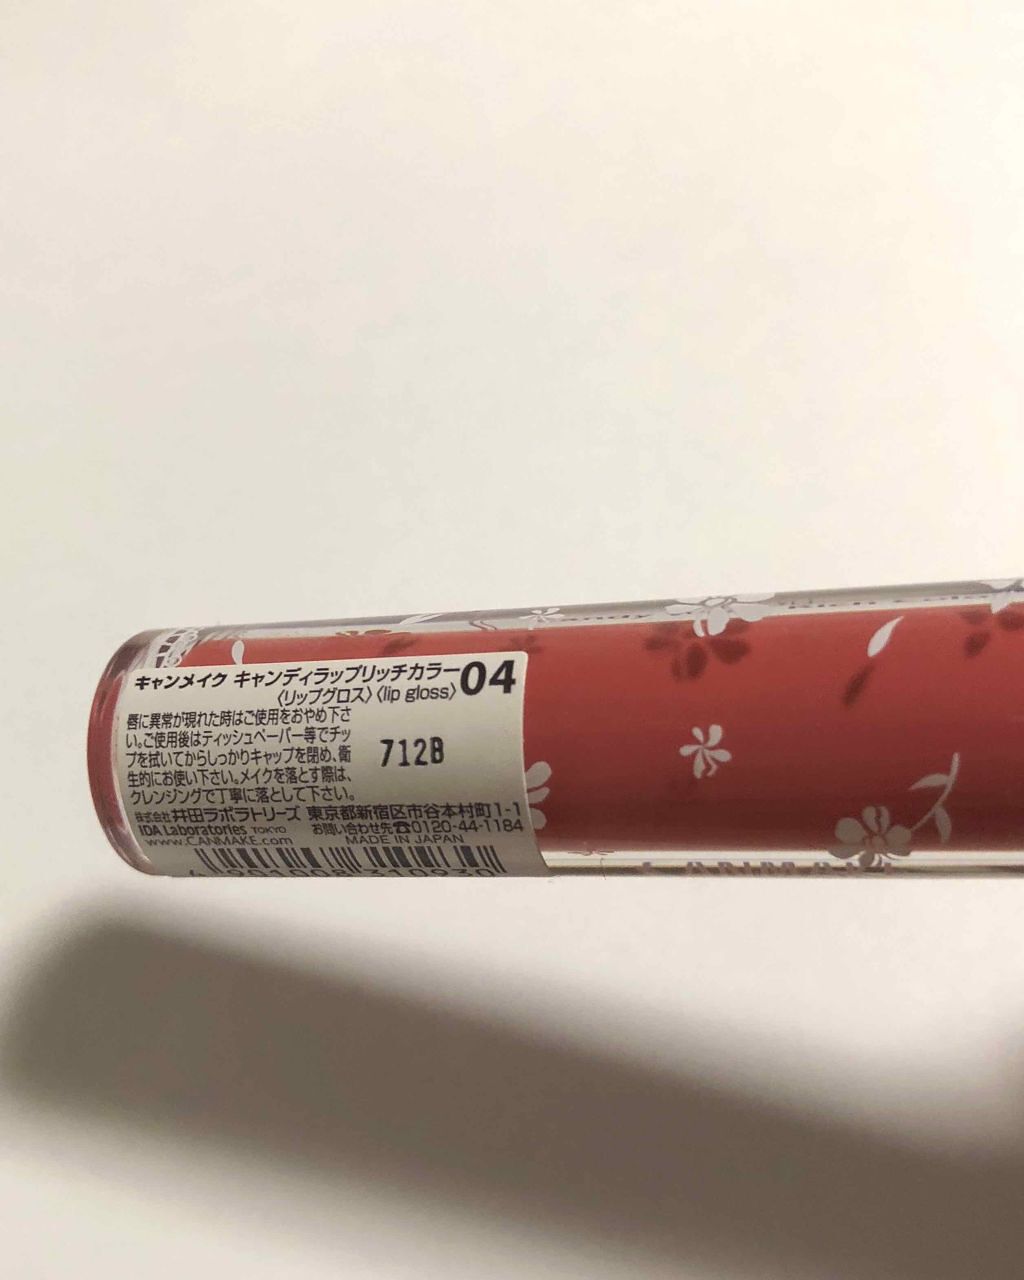 Candy Wrap Rich Color
キャンメイク キャンディラップリッチカラー 04
〈リップグロス〉〈lip gloss〉
唇に異常が現れた時はご使用をおやめ下さ
い。ご使用後はティッシュペーパー等でチッ
プを拭いてからしっかりキャップを閉め、衛
生的にお使い下さい。メイクを落とす際は、
クレンジングで丁寧に落として下さい。
712B
株式会社 井田ラボラトリーズ 東京都新宿区市谷本村町1-1
IDA Laboratories TOKYO お問い合わせ先☎0120-44-1184
www.CANMAKE.com MADE IN JAPAN
4 901008 310930